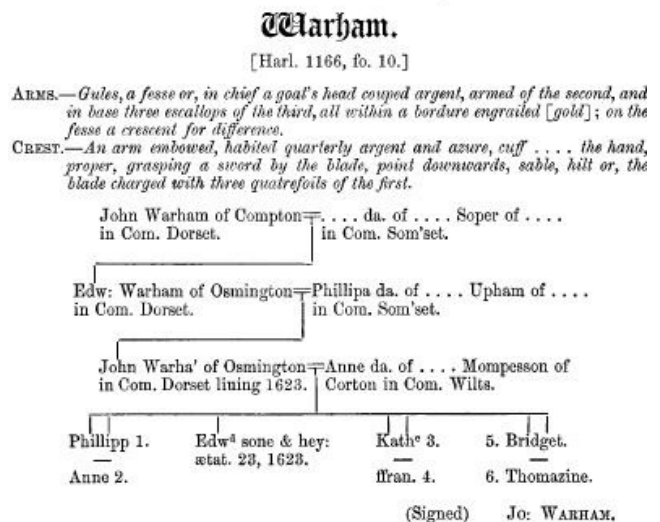 Warham.
[Harl. 1166, fo. 10.]
ARMS.—Gules, a fesse or, in chief a goat's head couped argent, armed of the second, and
in base three escallops of the third, all within a bordure engrailed [gold]; on the
fesse a crescent for difference.
CREST.—An arm embowed, habited quarterly argent and azure, cuff . . . . the hand,
proper, grasping a sword by the blade, point downwards, sable, hilt or, the
blade charged with three quatrefoils of the first.
John Warham of Compton . . . . da. of . . . . Soper of . . . .
in Com. Dorset. in Com. Som'set.
Edw: Warham of Osmington Phillipa da. of . . . . Upham of . . . .
in Com. Dorset. in Com. Som'set.
John Warha' of Osmington Anne da. of . . . . Mompesson of
in Com. Dorset lining 1623. Corton in Com. Wilts.
Phillipp 1. Edwᵈ sone & hey: Kathᵉ 3. 5. Bridget.
ætat. 23, 1623.
Anne 2. ffran. 4. 6. Thomazine.
(Signed) Jo: WARHAM.